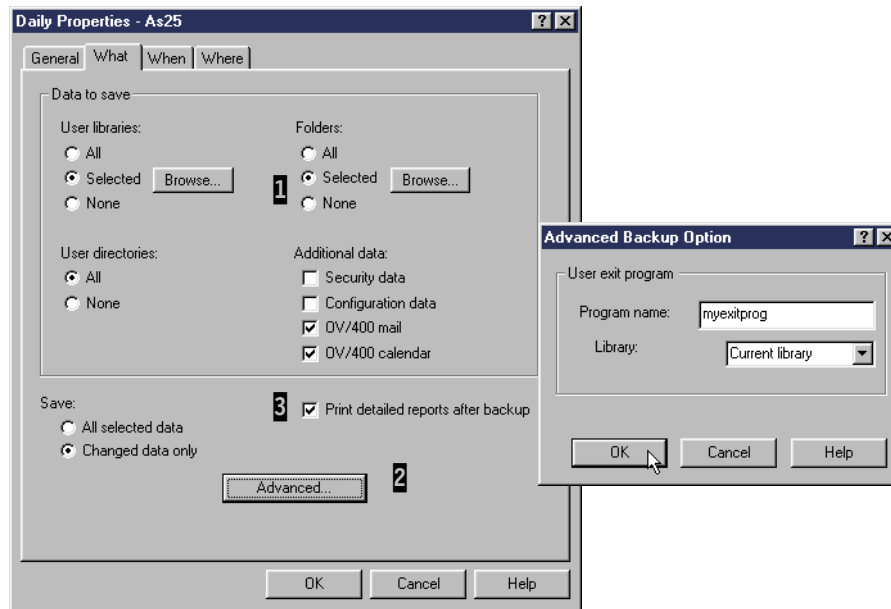 Daily Properties - As25
General What When Where
Data to save
User libraries:
All
Selected Browse...
None
Folders:
All
1 Selected Browse...
None
User directories:
All
None
Additional data:
Security data
Configuration data
OV/400 mail
OV/400 calendar
Save:
All selected data
Changed data only
3 Print detailed reports after backup
Advanced... 2
OK Cancel Help
Advanced Backup Option
User exit program
Program name: myexitprog
Library: Current library
OK Cancel Help